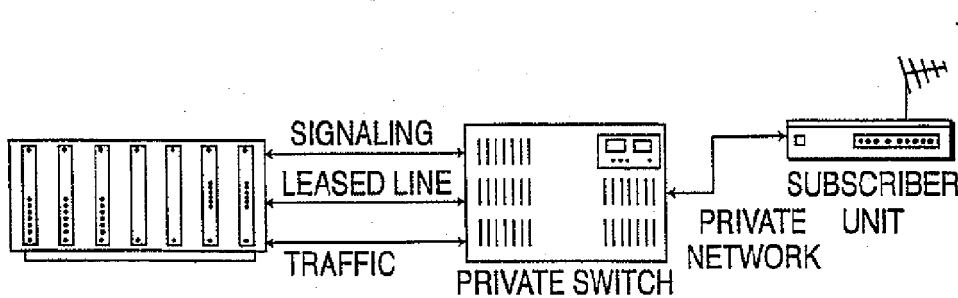 SIGNALING
LEASED LINE
TRAFFIC
PRIVATE SWITCH
PRIVATE
NETWORK
SUBSCRIBER
UNIT